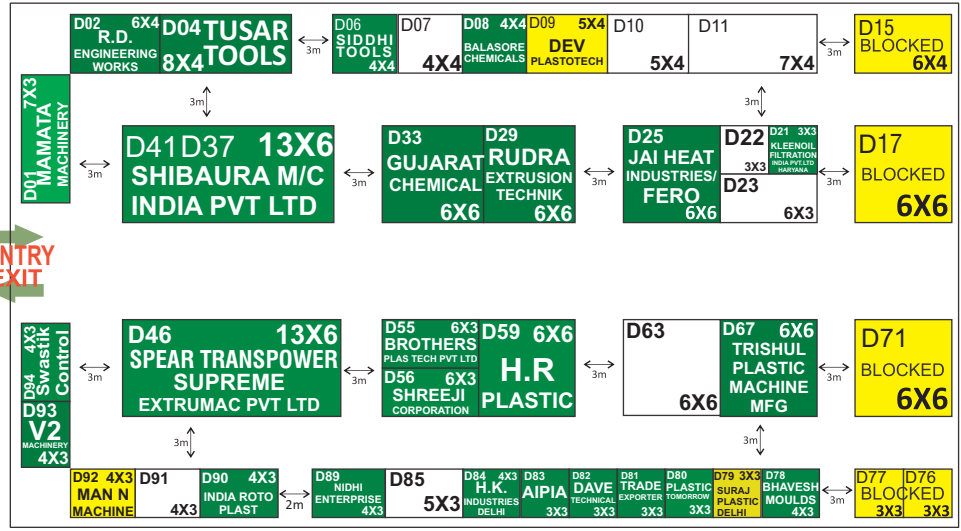 D02 6X4
R.D.
ENGINEERING
WORKS
D04 TUSAR
8X4 TOOLS
3m
D06
SIDDHI
TOOLS
4X4
D07
4X4
D08 4X4
BALASORE
CHEMICALS
D09 5X4
DEV
PLASTOTECH
D10
5X4
D11
7X4
3m
D15
BLOCKED
6X4
3m
3m
D01 7X3
MAMATA
MACHINERY
3m
D41 D37 13X6
SHIBAURA M/C
INDIA PVT LTD
3m
D33
GUJARAT
CHEMICAL
6X6
D29
RUDRA
EXTRUSION
TECHNIK
6X6
3m
D25
JAI HEAT
INDUSTRIES/
FERO
6X6
D22
3X3
D21 3X3
KLEENOIL
FILTRATION
INDIA PVT.LTD
HARYANA
D23
6X3
3m
D17
BLOCKED
6X6
ENTRY
EXIT
D94 4X3
Swastik
Control
3m
D46 13X6
SPEAR TRANSPOWER
SUPREME
EXTRUMAC PVT LTD
3m
D55 6X3
BROTHERS
PLAS TECH PVT LTD
D56 6X3
SHREEJI
CORPORATION
D59 6X6
H.R
PLASTIC
3m
D63
6X6
D67 6X6
TRISHUL
PLASTIC
MACHINE
MFG
3m
D71
BLOCKED
6X6
D93
V2
MACHINERY
4X3
3m
3m
D92 4X3
MAN N
MACHINE
D91
4X3
D90 4X3
INDIA ROTO
PLAST
2m
D89
NIDHI
ENTERPRISE
4X3
D85
5X3
D84 4X3
H.K.
INDUSTRIES
DELHI
D83
AIPIA
3X3
D82
DAVE
TECHNICAL
3X3
D81
TRADE
EXPORTER
3X3
D80
PLASTIC
TOMORROW
3X3
D79 3X3
SURAJ
PLASTIC
DELHI
D78
BHAVESH
MOULDS
4X3
3m
D77 D76
BLOCKED
3X3 3X3